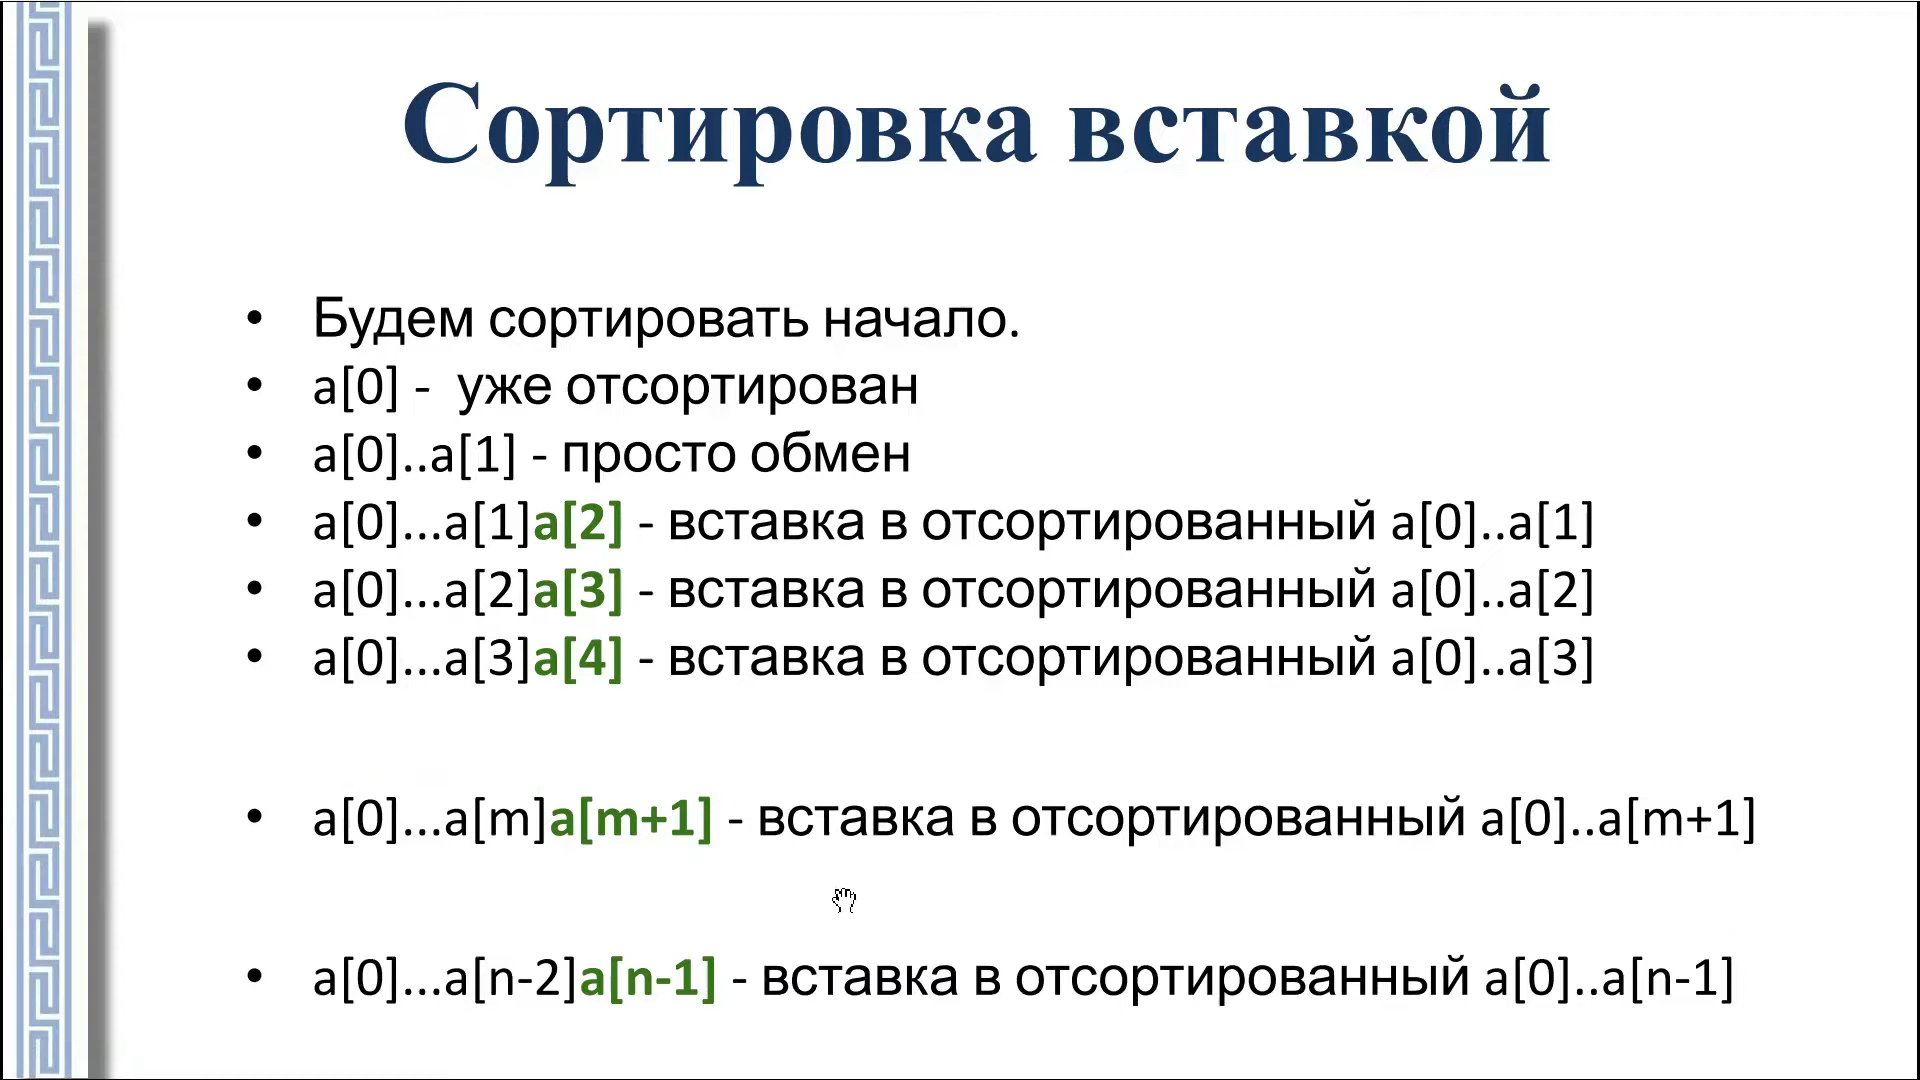 Сортировка вставкой
• Будем сортировать начало.
• a[0] - уже отсортирован
• a[0]..a[1] - просто обмен
• a[0]...a[1]a[2] - вставка в отсортированный a[0]..a[1]
• a[0]...a[2]a[3] - вставка в отсортированный a[0]..a[2]
• a[0]...a[3]a[4] - вставка в отсортированный a[0]..a[3]
• a[0]...a[m]a[m+1] - вставка в отсортированный a[0]..a[m+1]
• a[0]...a[n-2]a[n-1] - вставка в отсортированный a[0]..a[n-1]